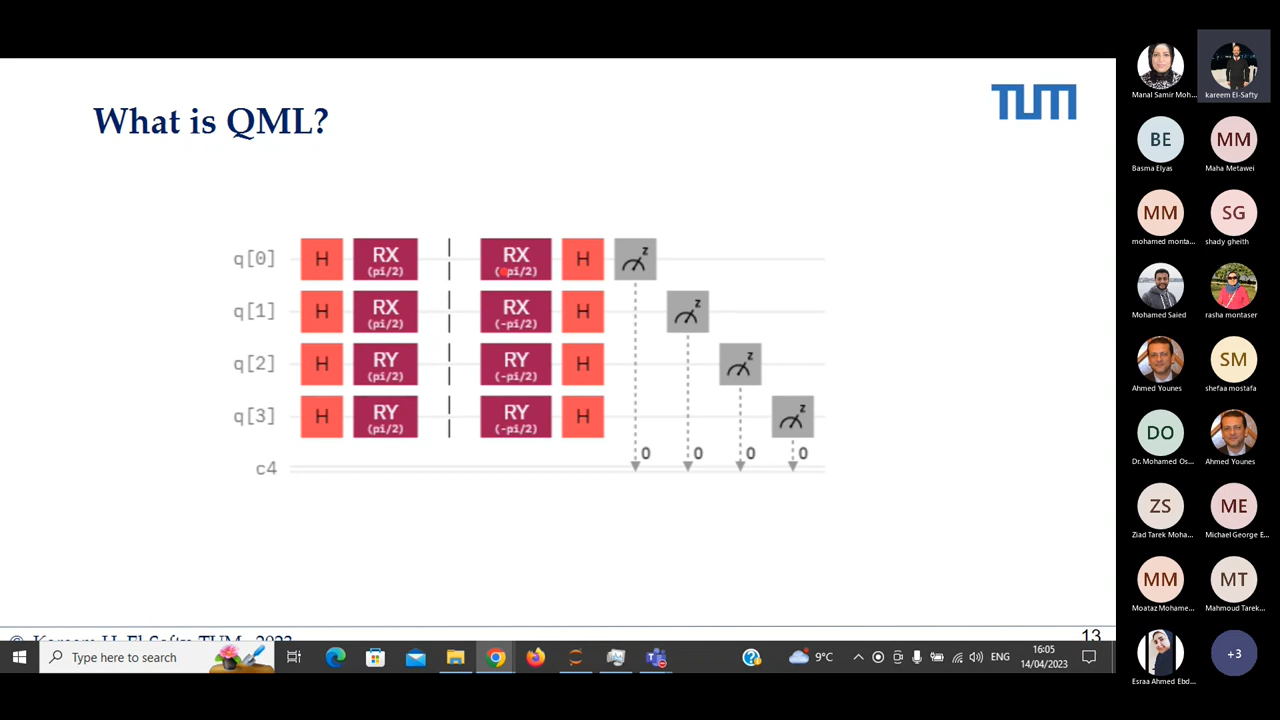 What is QML?
TUM
q[0] H RX (pi/2) RX (-pi/2) H z
q[1] H RX (pi/2) RX (-pi/2) H z
q[2] H RY (pi/2) RY (-pi/2) H z
q[3] H RY (pi/2) RY (-pi/2) H z
0 0 0 0
c4
13
Type here to search
9°C
ENG
16:05
14/04/2023
Manal Samir Moh...
kareem El-Safty
BE
Basma Elyas
MM
Maha Metawei
MM
mohamed monta...
SG
shady gheith
Mohamed Saied
rasha montaser
Ahmed Younes
SM
shefaa mostafa
DO
Dr. Mohamed Os...
Ahmed Younes
ZS
Ziad Tarek Moha...
ME
Michael George E...
MM
Moataz Mohame...
MT
Mahmoud Tarek...
Esraa Ahmed Ebd...
+3